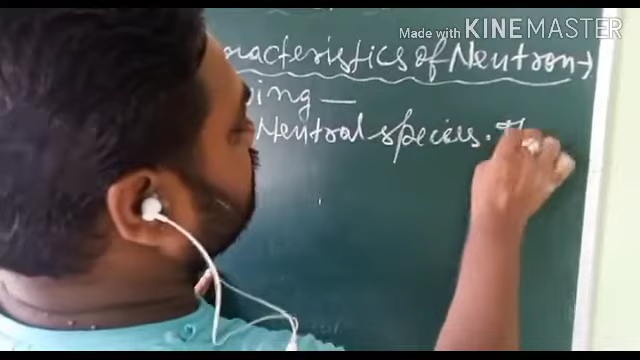 Made with KINEMASTER
racteristics of Neutron →
ing —
Neutral species.